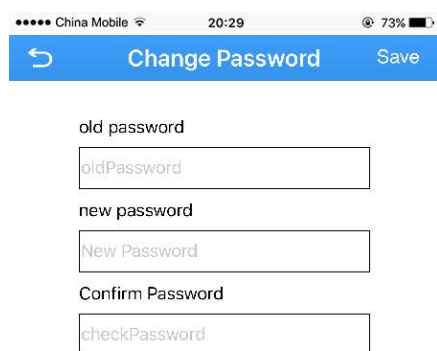 China Mobile 20:29 73%
Change Password Save
old password
oldPassword
new password
New Password
Confirm Password
checkPassword